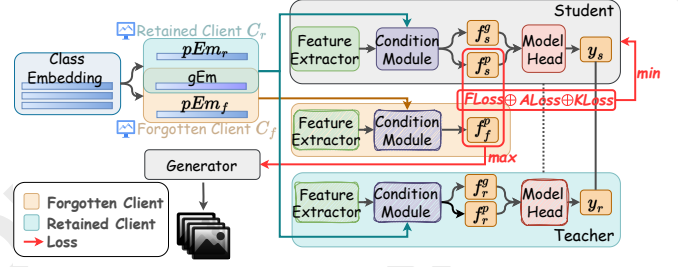 Student
Retained Client C_r
Class
Embedding
pEm_r
gEm
pEm_f
Forgotten Client C_f
Feature
Extractor
Condition
Module
f_s^g
f_s^p
Model
Head
y_s
min
FLoss⊕ ALoss⊕KLoss
Feature
Extractor
Condition
Module
f_f^p
max
Generator
Forgotten Client
Retained Client
Loss
Feature
Extractor
Condition
Module
f_r^g
f_r^p
Model
Head
y_r
Teacher